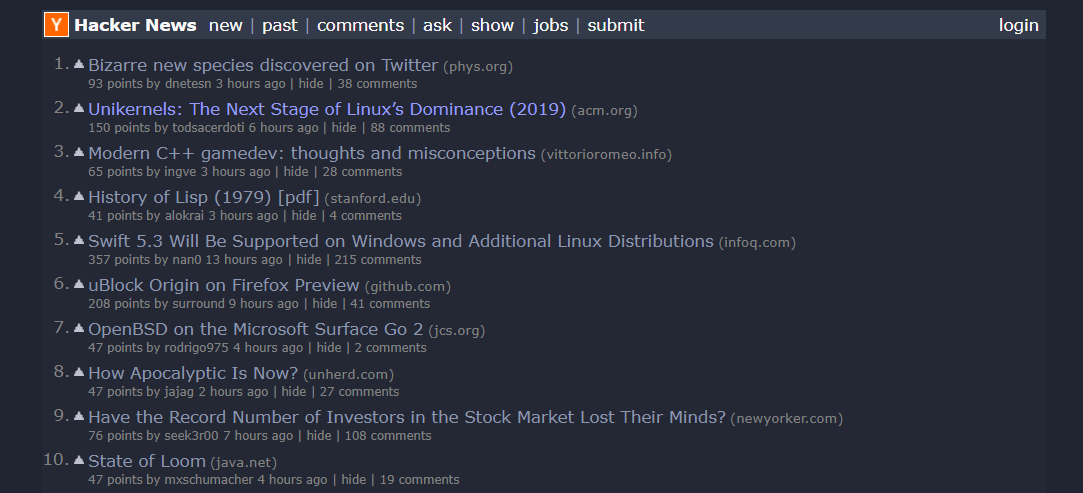 Y Hacker News new | past | comments | ask | show | jobs | submit login
1. Bizarre new species discovered on Twitter (phys.org)
93 points by dnetesn 3 hours ago | hide | 38 comments
2. Unikernels: The Next Stage of Linux’s Dominance (2019) (acm.org)
150 points by todsacerdoti 6 hours ago | hide | 88 comments
3. Modern C++ gamedev: thoughts and misconceptions (vittorioromeo.info)
65 points by ingve 3 hours ago | hide | 28 comments
4. History of Lisp (1979) [pdf] (stanford.edu)
41 points by alokrai 3 hours ago | hide | 4 comments
5. Swift 5.3 Will Be Supported on Windows and Additional Linux Distributions (infoq.com)
357 points by nan0 13 hours ago | hide | 215 comments
6. uBlock Origin on Firefox Preview (github.com)
208 points by surround 9 hours ago | hide | 41 comments
7. OpenBSD on the Microsoft Surface Go 2 (jcs.org)
47 points by rodrigo975 4 hours ago | hide | 2 comments
8. How Apocalyptic Is Now? (unherd.com)
47 points by jajag 2 hours ago | hide | 27 comments
9. Have the Record Number of Investors in the Stock Market Lost Their Minds? (newyorker.com)
76 points by seek3r00 7 hours ago | hide | 108 comments
10. State of Loom (java.net)
47 points by mxschumacher 4 hours ago | hide | 19 comments